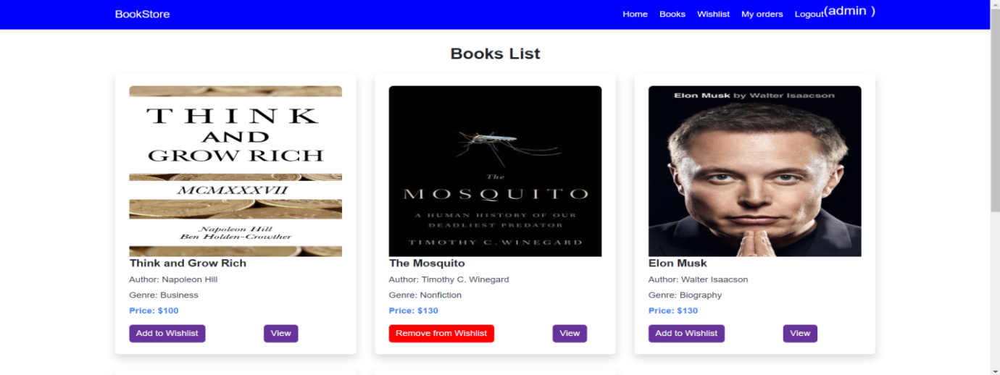 BookStore
Home Books Wishlist My orders Logout(admin )
Books List
THINK
AND
GROW RICH
MCMXXXVII
Napoleon Hill
Ben Holden-Crowther
Think and Grow Rich
Author: Napoleon Hill
Genre: Business
Price: $100
Add to Wishlist View
The
MOSQUITO
A HUMAN HISTORY OF OUR
DEADLIEST PREDATOR
TIMOTHY C. WINEGARD
The Mosquito
Author: Timothy C. Winegard
Genre: Nonfiction
Price: $130
Remove from Wishlist View
Elon Musk by Walter Isaacson
Elon Musk
Author: Walter Isaacson
Genre: Biography
Price: $130
Add to Wishlist View